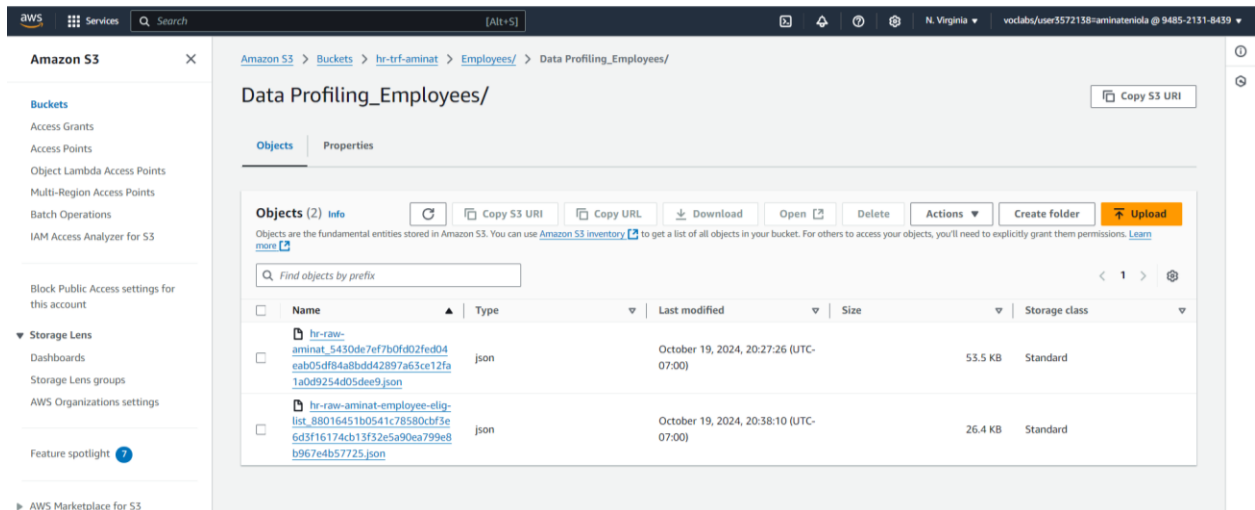 aws Services Search [Alt+S] N. Virginia voclabs/user3572138=aminateniola @ 9485-2131-8439
Amazon S3
Buckets
Access Grants
Access Points
Object Lambda Access Points
Multi-Region Access Points
Batch Operations
IAM Access Analyzer for S3
Block Public Access settings for
this account
Storage Lens
Dashboards
Storage Lens groups
AWS Organizations settings
Feature spotlight 7
AWS Marketplace for S3
Amazon S3 > Buckets > hr-trf-aminat > Employees/ > Data Profiling_Employees/
Data Profiling_Employees/
Copy S3 URI
Objects Properties
Objects (2) Info Copy S3 URI Copy URL Download Open Delete Actions Create folder Upload
Objects are the fundamental entities stored in Amazon S3. You can use Amazon S3 inventory to get a list of all objects in your bucket. For others to access your objects, you'll need to explicitly grant them permissions. Learn
more
Find objects by prefix
< 1 >
Name Type Last modified Size Storage class
hr-raw-
aminat_5430de7ef7b0fd02fed04
eab05df84a8bdd42897a63ce12fa
1a0d9254d05dee9.json
json
October 19, 2024, 20:27:26 (UTC-
07:00)
53.5 KB
Standard
hr-raw-aminat-employee-elig-
list_88016451b0541c78580cbf3e
6d3f16174cb13f32e5a90ea799e8
b967e4b57725.json
json
October 19, 2024, 20:38:10 (UTC-
07:00)
26.4 KB
Standard